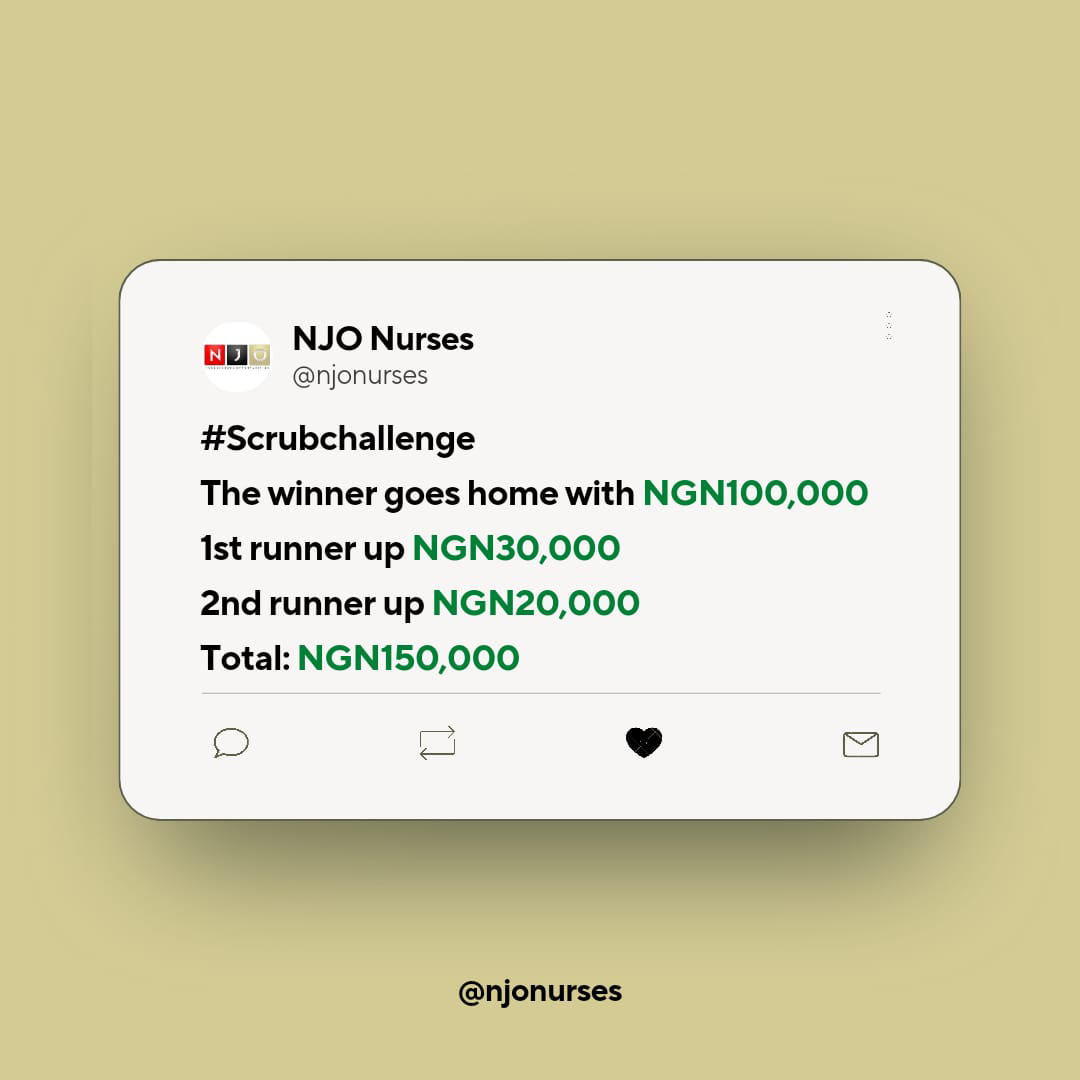 NJO Nurses
N J O
@njonurses
#Scrubchallenge
The winner goes home with NGN100,000
1st runner up NGN30,000
2nd runner up NGN20,000
Total: NGN150,000
@njonurses